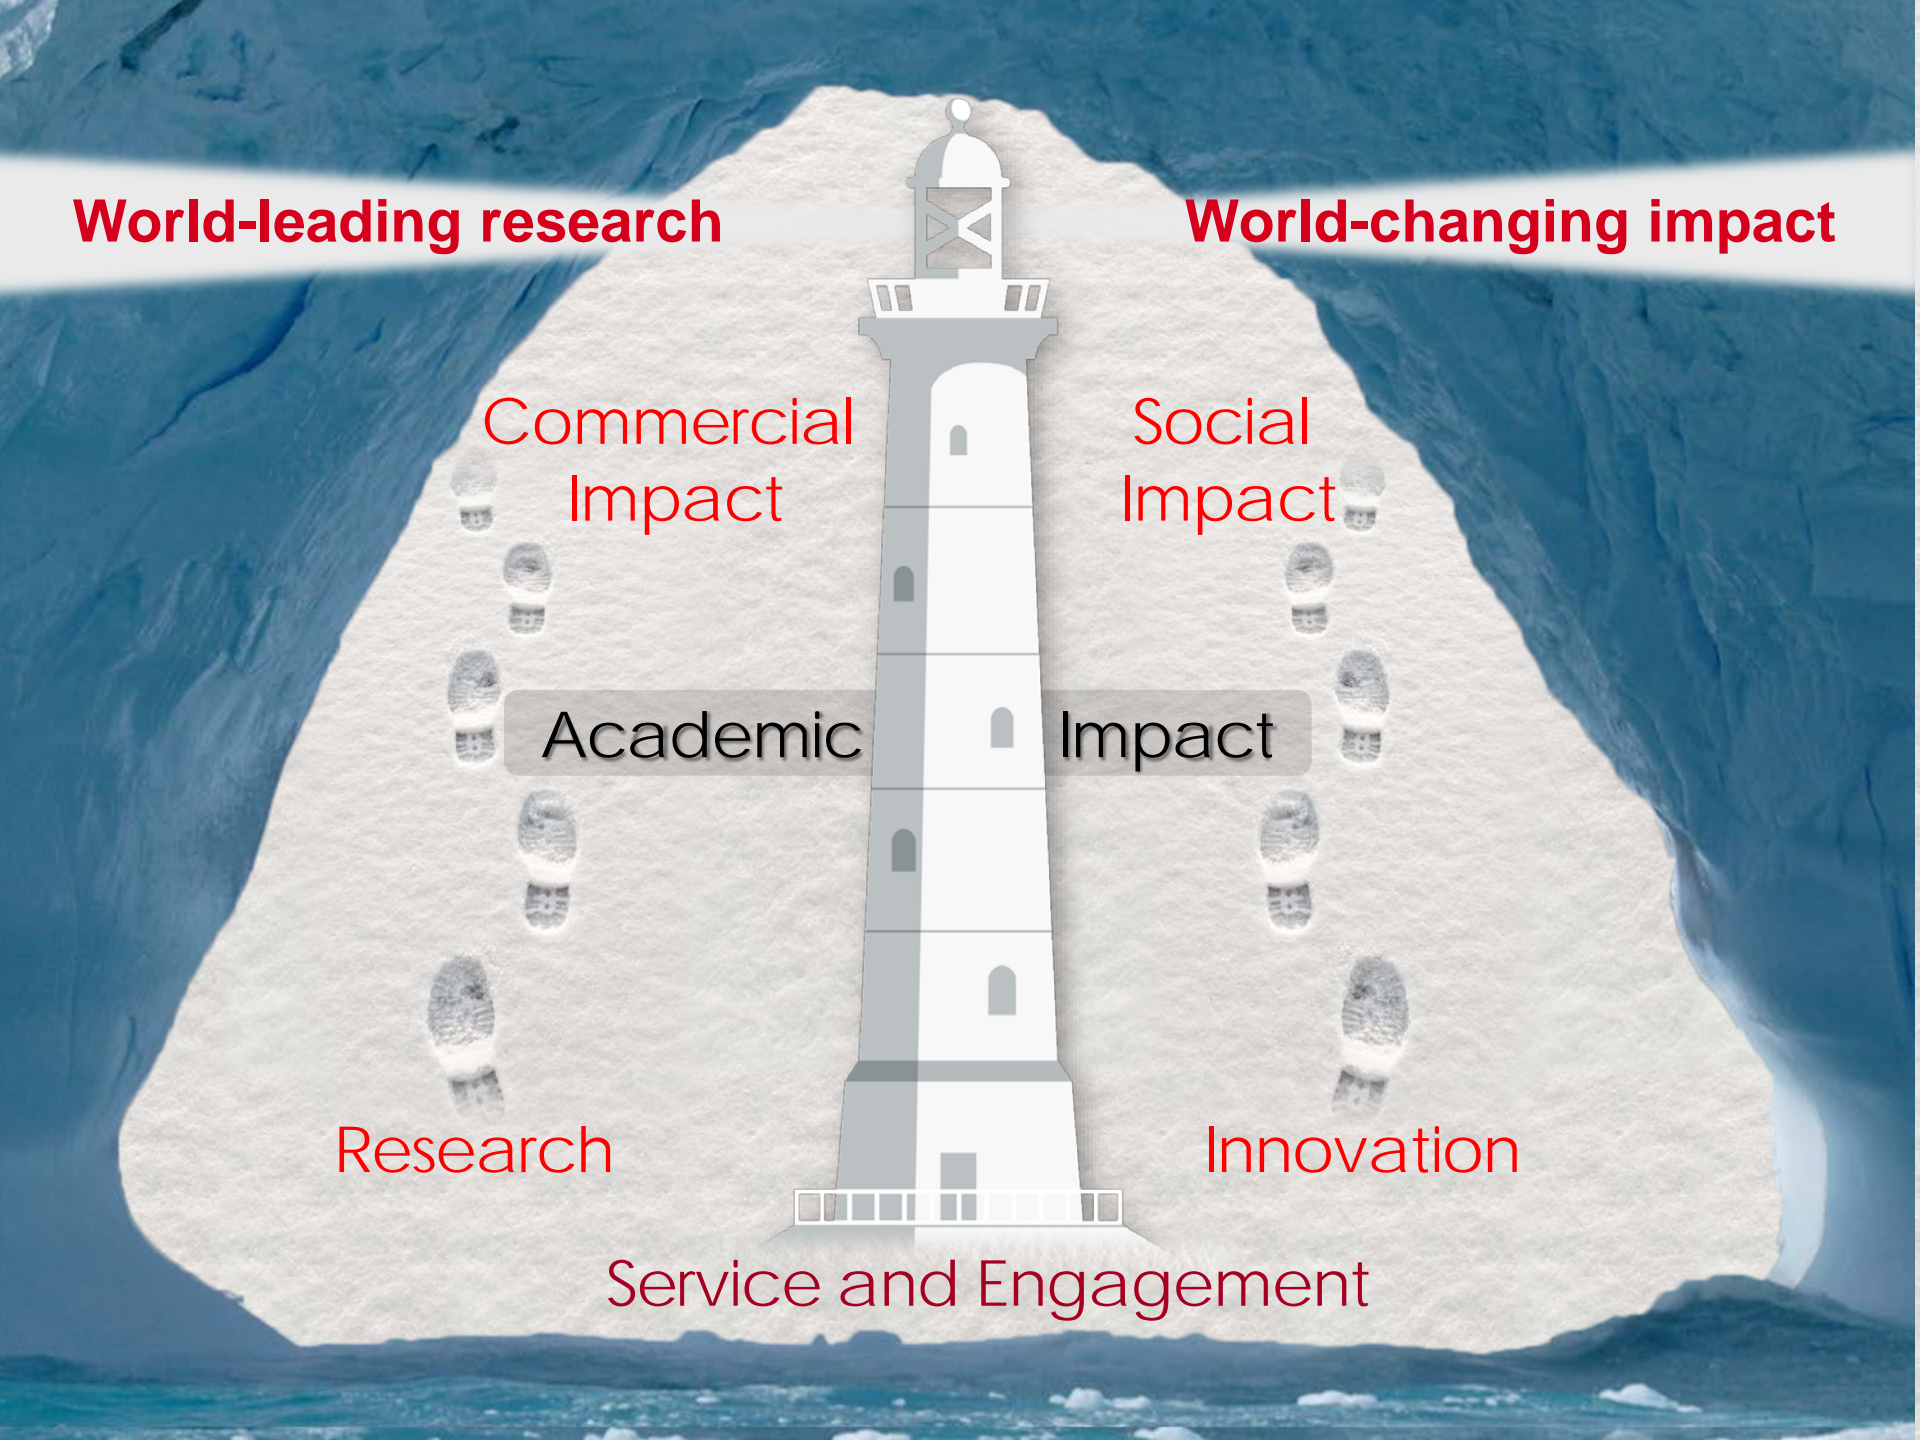 World-leading research
World-changing impact
Commercial
Impact
Social
Impact
Academic Impact
Research
Innovation
Service and Engagement